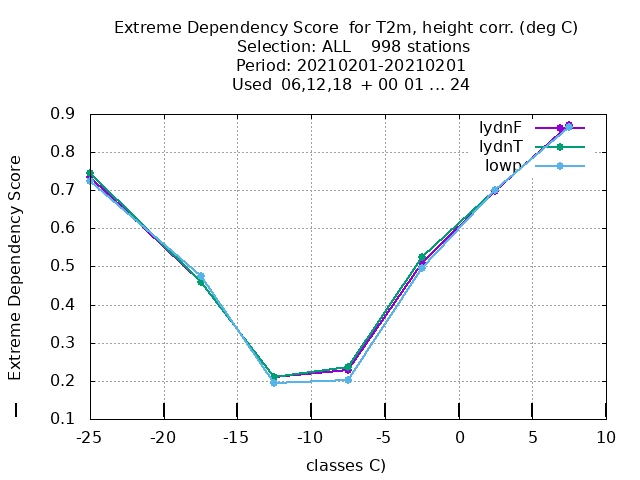 Extreme Dependency Score  for T2m, height corr. (deg C)
Selection: ALL    998 stations
Period: 20210201-20210201
Used  06,12,18  + 00 01 ... 24
lydnF
lydnT
lowp
0.9
0.8
0.7
0.6
0.5
0.4
0.3
0.2
0.1
Extreme Dependency Score
-25
-20
-15
-10
-5
0
5
10
classes C)